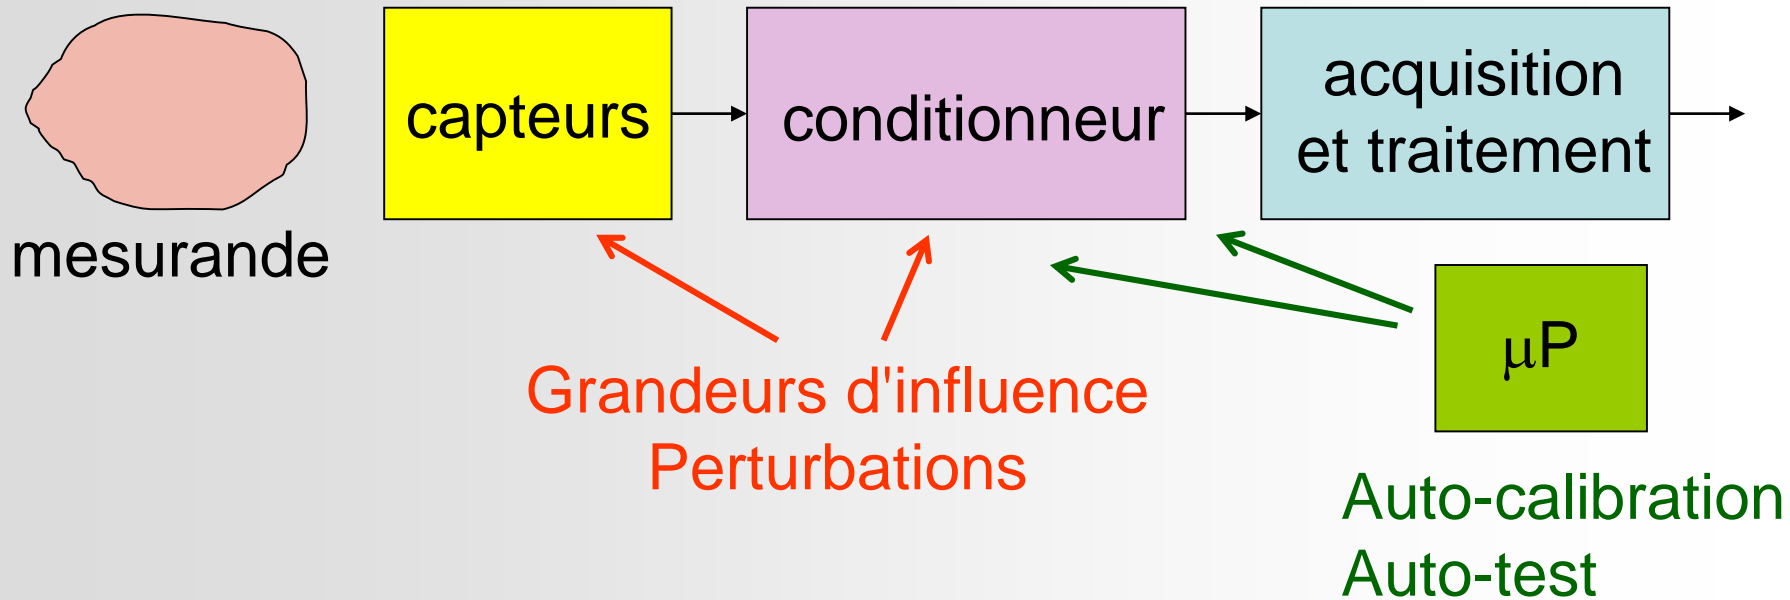 mesurande
capteurs
conditionneur
acquisition
et traitement
Grandeurs d'influence
Perturbations
μP
Auto-calibration
Auto-test